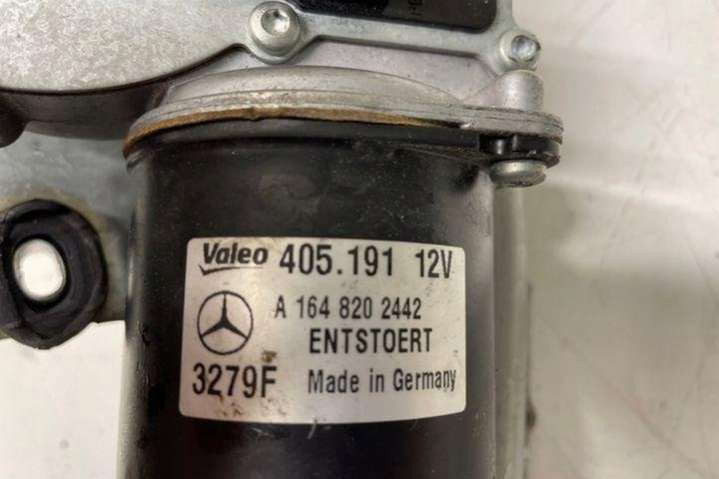 Valeo 405.191 12V
A 164 820 2442
ENTSTOERT
3279F Made in Germany